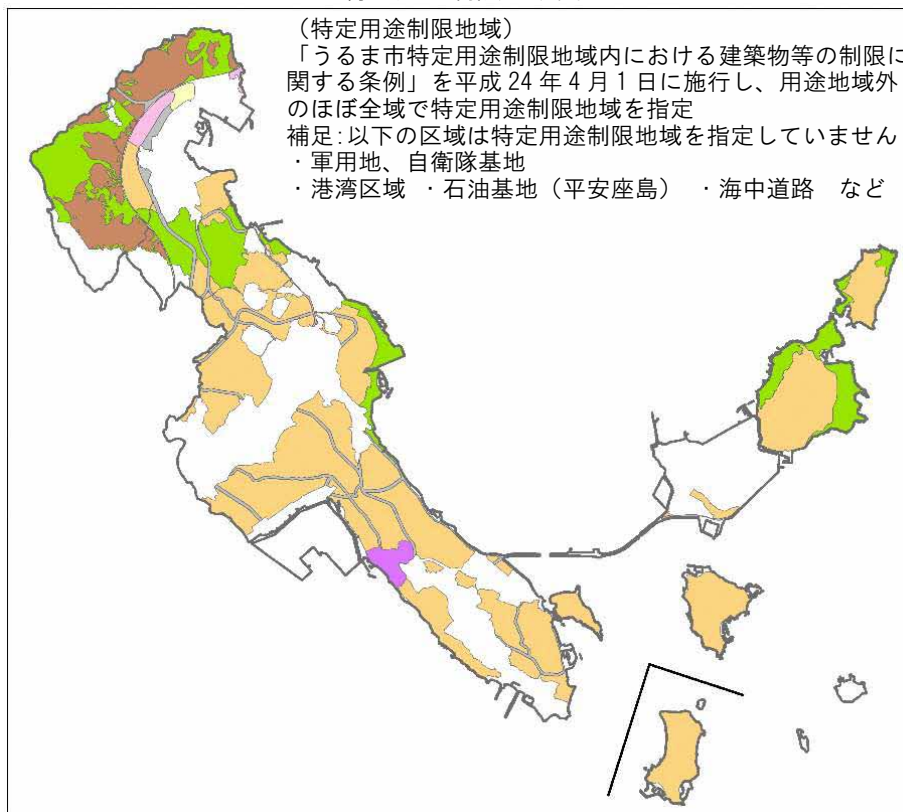 （特定用途制限地域）
「うるま市特定用途制限地域内における建築物等の制限に
関する条例」を平成 24 年 4 月 1 日に施行し、用途地域外
のほぼ全域で特定用途制限地域を指定
補足：以下の区域は特定用途制限地域を指定していません
・軍用地、自衛隊基地
・港湾区域 ・石油基地（平安座島） ・海中道路　など